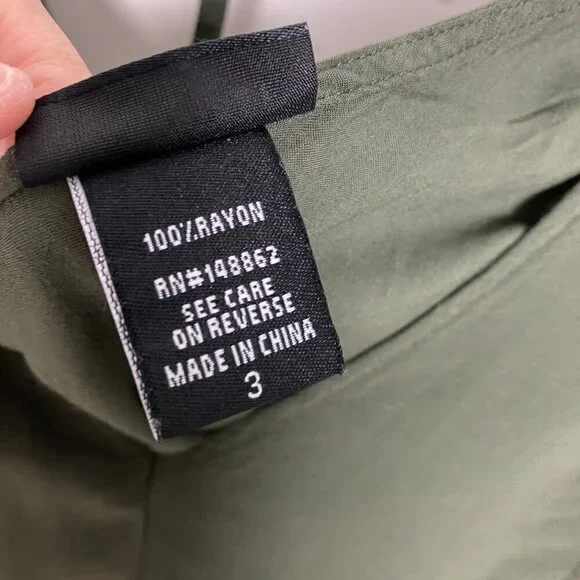 100%RAYON
RN#148862
SEE CARE
ON REVERSE
MADE IN CHINA
3